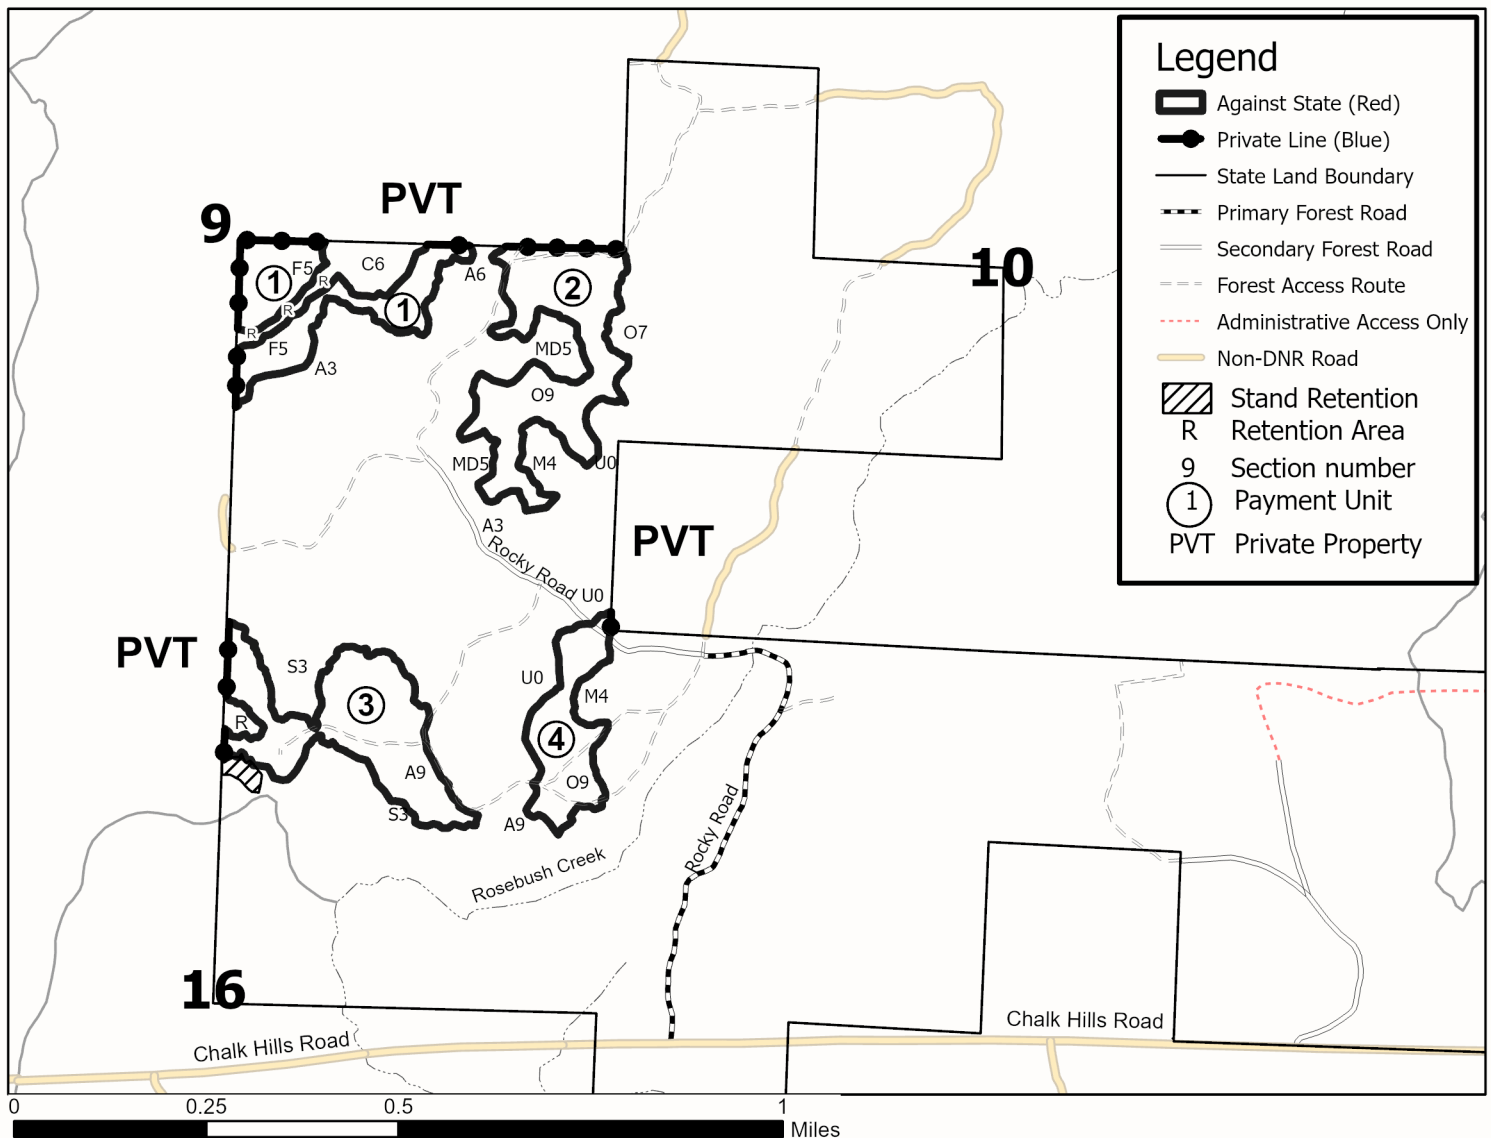 Legend
Against State (Red)
Private Line (Blue)
State Land Boundary
Primary Forest Road
Secondary Forest Road
Forest Access Route
Administrative Access Only
Non-DNR Road
Stand Retention
R Retention Area
9 Section number
1 Payment Unit
PVT Private Property
PVT
9
10
F5
C6
A6
1
R
1
2
R
R
O7
F5
MD5
A3
O9
MD5
M4
U0
A3
PVT
Rocky Road
U0
PVT
S3
U0
M4
3
R
4
A9
O9
S3
A9
Rocky Road
Rosebush Creek
16
Chalk Hills Road
Chalk Hills Road
0 0.25 0.5 1
Miles